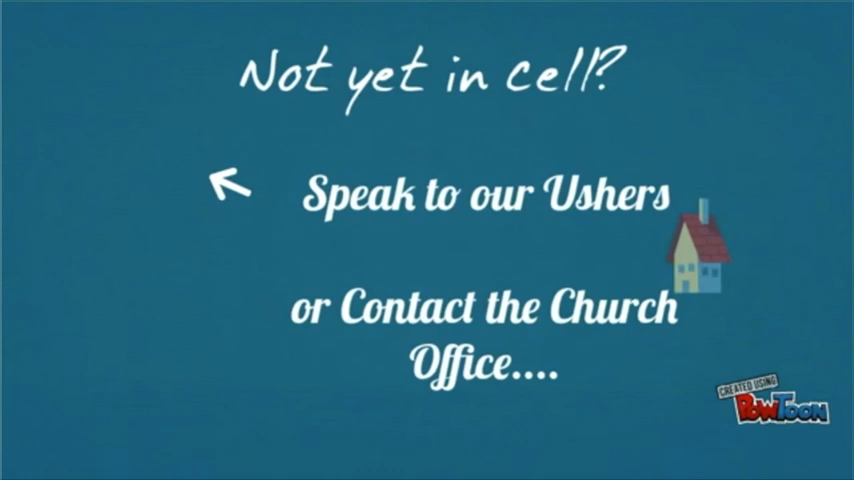 Not yet in cell?
Speak to our Ushers
or Contact the Church
Office....
CREATED USING
POWTOON